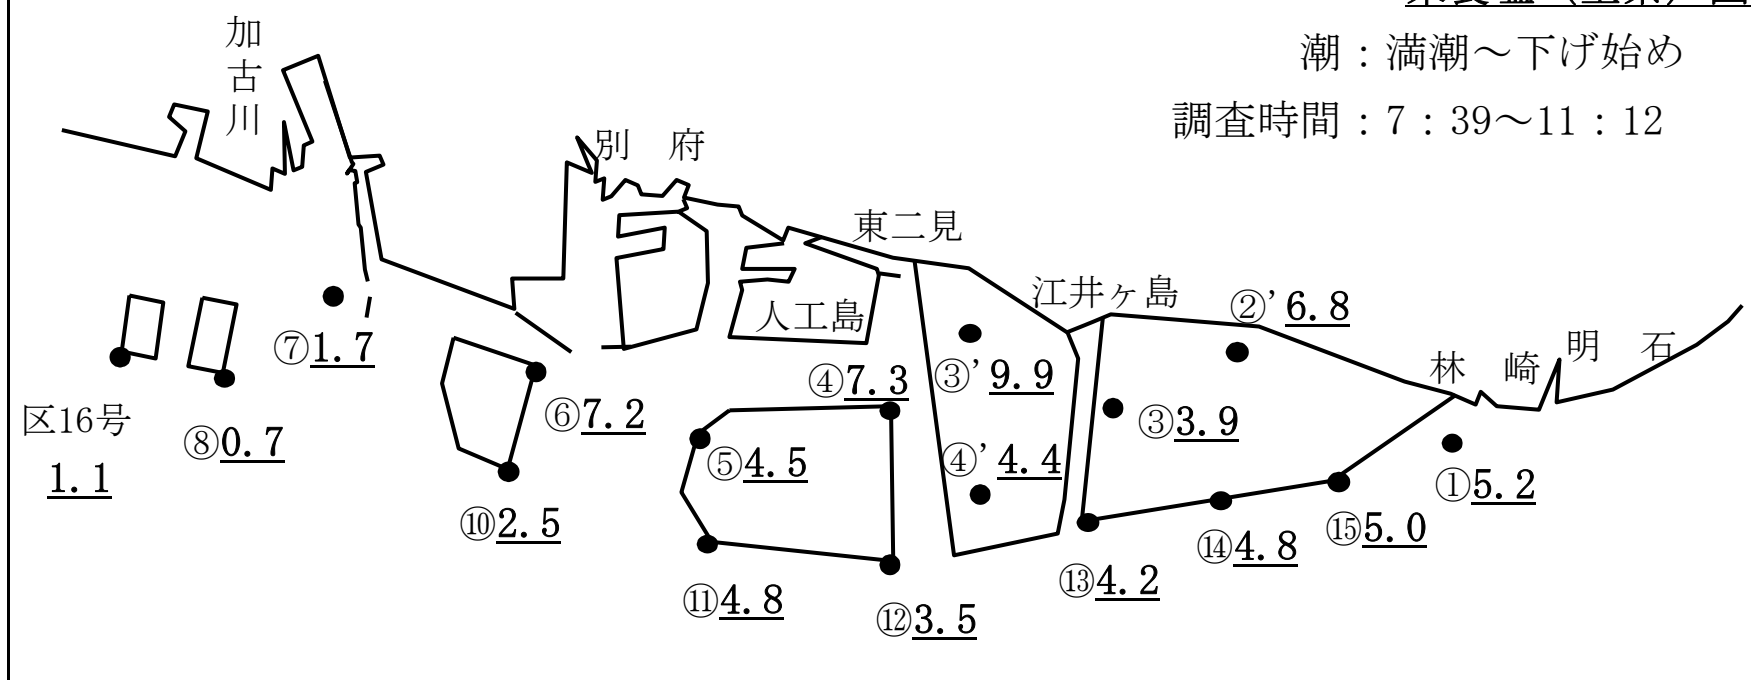 潮：満潮～下げ始め
調査時間：7：39～11：12
加古川
別 府
東二見
江井ヶ島
人工島
林 崎
明 石
②’6.8
⑦1.7
④7.3
③’9.9
⑥7.2
③3.9
区16号
1.1
⑧0.7
⑤4.5
④’4.4
①5.2
⑩2.5
⑮5.0
⑭4.8
⑬4.2
⑪4.8
⑫3.5